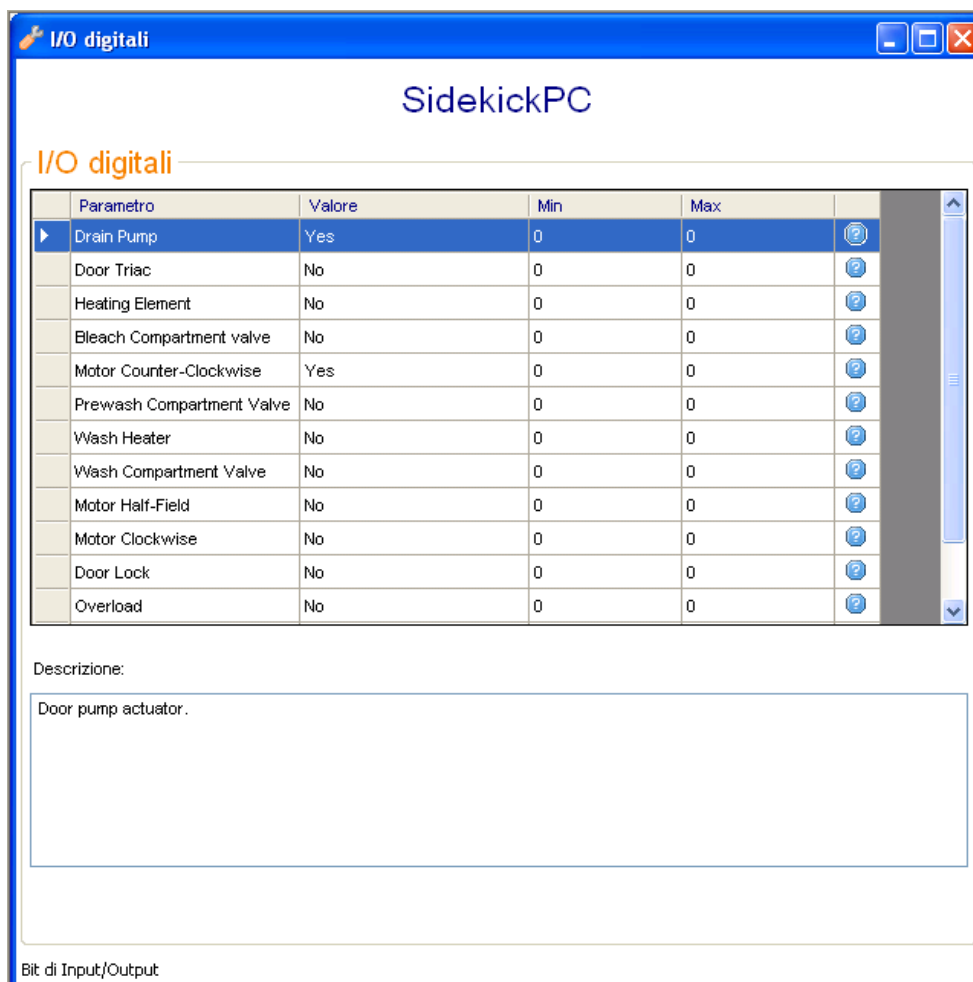 I/O digitali
SidekickPC
I/O digitali
Parametro Valore Min Max
Drain Pump Yes 0 0
Door Triac No 0 0
Heating Element No 0 0
Bleach Compartment valve No 0 0
Motor Counter-Clockwise Yes 0 0
Prewash Compartment Valve No 0 0
Wash Heater No 0 0
Wash Compartment Valve No 0 0
Motor Half-Field No 0 0
Motor Clockwise No 0 0
Door Lock No 0 0
Overload No 0 0
Descrizione:
Door pump actuator.
Bit di Input/Output